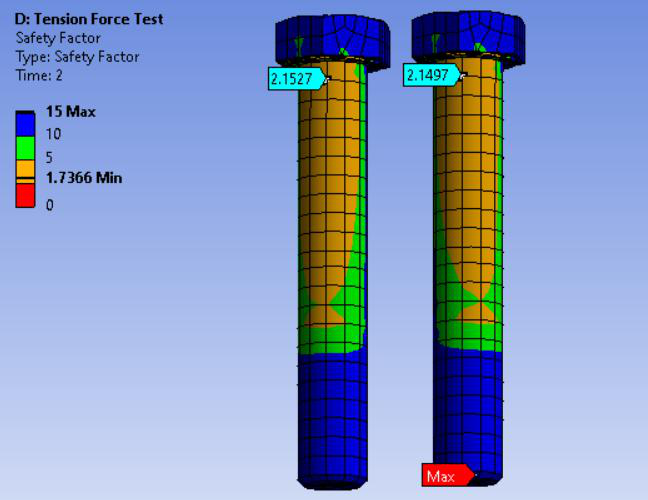 D: Tension Force Test
Safety Factor
Type: Safety Factor
Time: 2
15 Max
10
5
1.7366 Min
0
2.1527
2.1497
Max